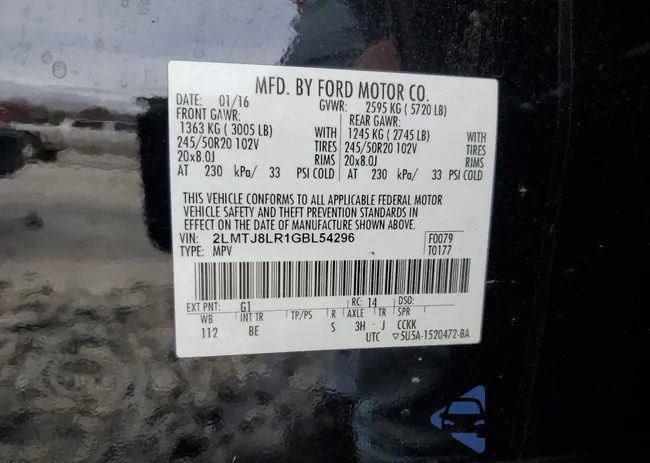 MFD. BY FORD MOTOR CO.
DATE: 01/16 GVWR: 2595 KG ( 5720 LB)
FRONT GAWR: REAR GAWR:
1363 KG ( 3005 LB) WITH 1245 KG ( 2745 LB) WITH
245/50R20 102V TIRES 245/50R20 102V TIRES
20x8.0J RIMS 20x8.0J RIMS
AT 230 kPa/ 33 PSI COLD AT 230 kPa/ 33 PSI COLD
THIS VEHICLE CONFORMS TO ALL APPLICABLE FEDERAL MOTOR
VEHICLE SAFETY AND THEFT PREVENTION STANDARDS IN
EFFECT ON THE DATE OF MANUFACTURE SHOWN ABOVE.
VIN: 2LMTJ8LR1GBL54296 F0079
TYPE: MPV T0177
EXT PNT: G1 RC: 14 DSO:
WB INT TR TP/PS R AXLE TR SPR
112 BE S 3H J CCKK
UTC ▽5U5A-1520472-BA